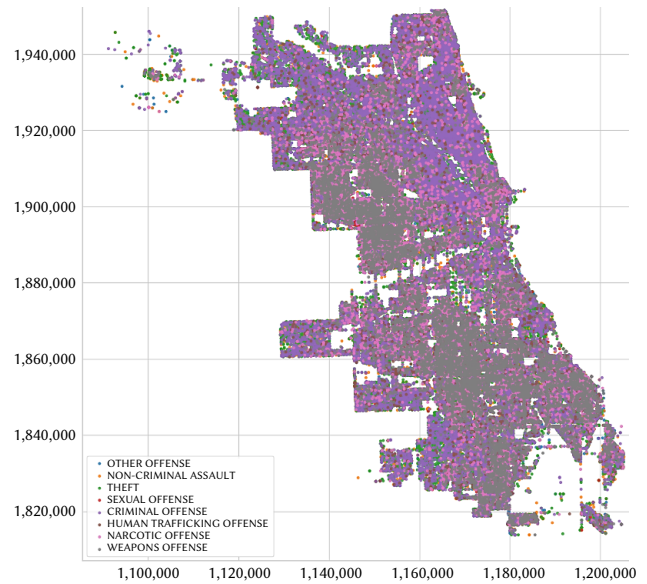 1,940,000
1,920,000
1,900,000
1,880,000
1,860,000
1,840,000
1,820,000
OTHER OFFENSE
NON-CRIMINAL ASSAULT
THEFT
SEXUAL OFFENSE
CRIMINAL OFFENSE
HUMAN TRAFFICKING OFFENSE
NARCOTIC OFFENSE
WEAPONS OFFENSE
1,100,000 1,120,000 1,140,000 1,160,000 1,180,000 1,200,000